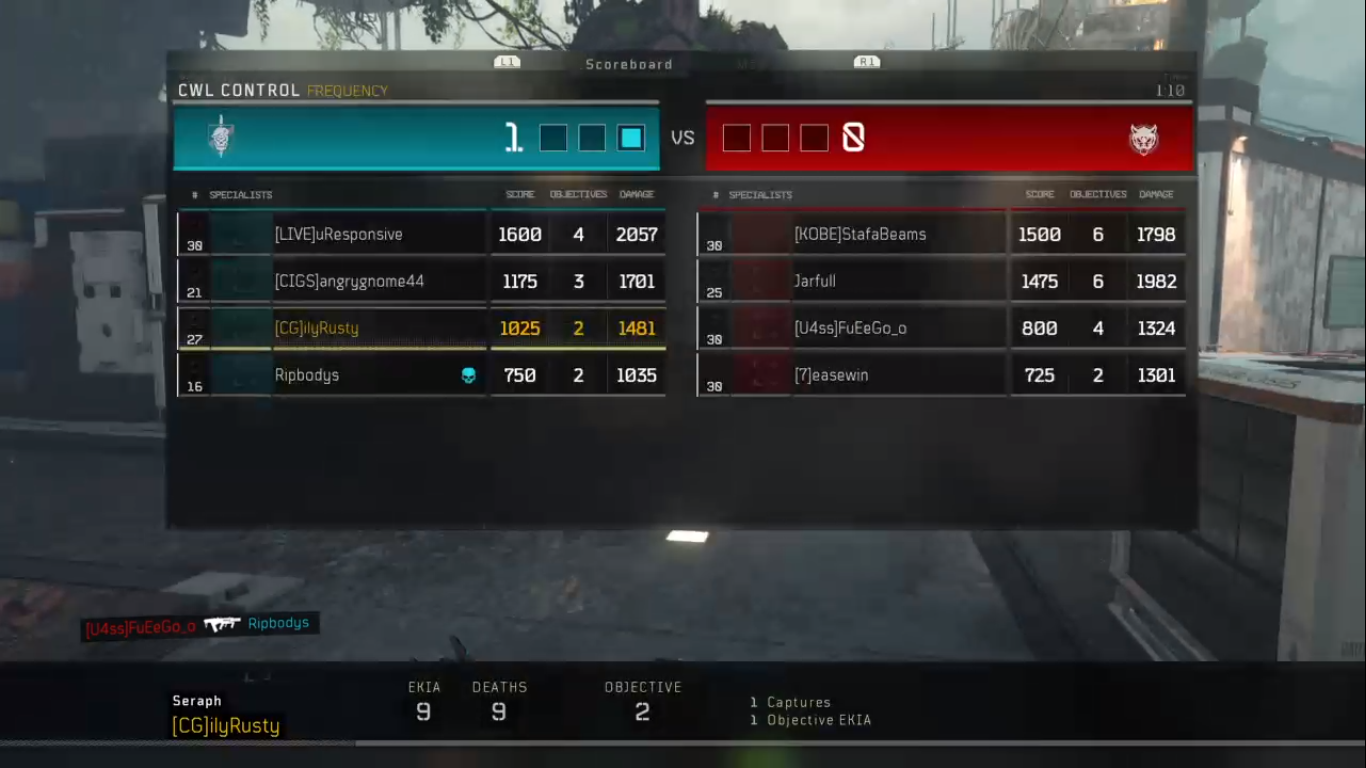 L1 Scoreboard R1
CWL CONTROL FREQUENCY 1:10
1 VS 0
# SPECIALISTS SCORE OBJECTIVES DAMAGE
30 [LIVE]uResponsive 1600 4 2057
21 [CIGS]angrygnome44 1175 3 1701
27 [CG]ilyRusty 1025 2 1481
16 Ripbodys 750 2 1035
# SPECIALISTS SCORE OBJECTIVES DAMAGE
30 [KOBE]StafaBeams 1500 6 1798
25 Jarfull 1475 6 1982
30 [U4ss]FuEeGo_o 800 4 1324
30 [7]easewin 725 2 1301
[U4ss]FuEeGo_o Ripbodys
Seraph
[CG]ilyRusty
EKIA DEATHS OBJECTIVE
9 9 2
1 Captures
1 Objective EKIA